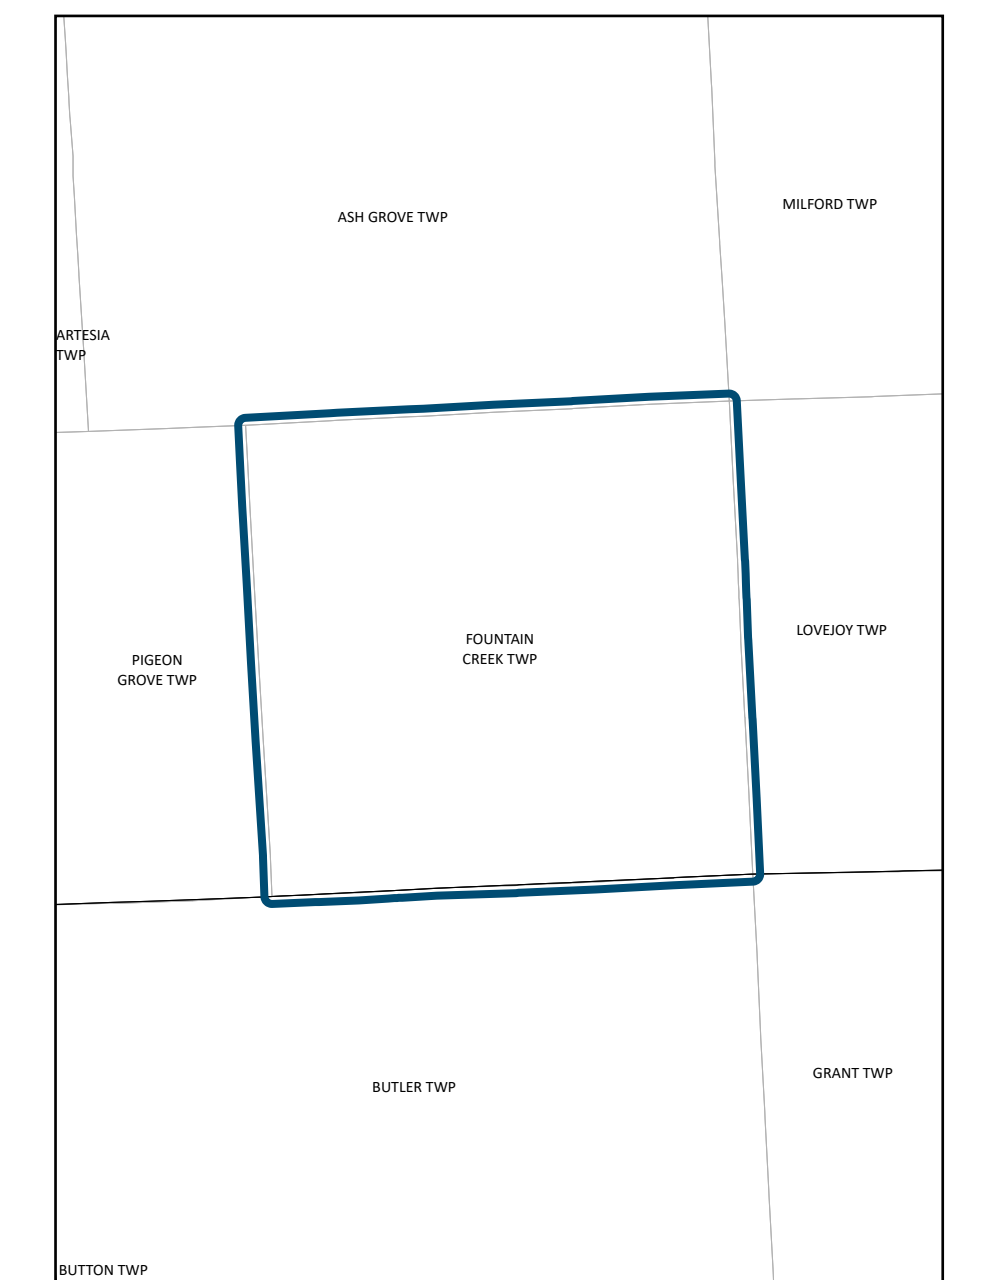 MILFORD TWP
ASH GROVE TWP
ARTESIA
TWP
FOUNTAIN
CREEK TWP
LOVEJOY TWP
PIGEON
GROVE TWP
GRANT TWP
BUTLER TWP
BUTTON TWP